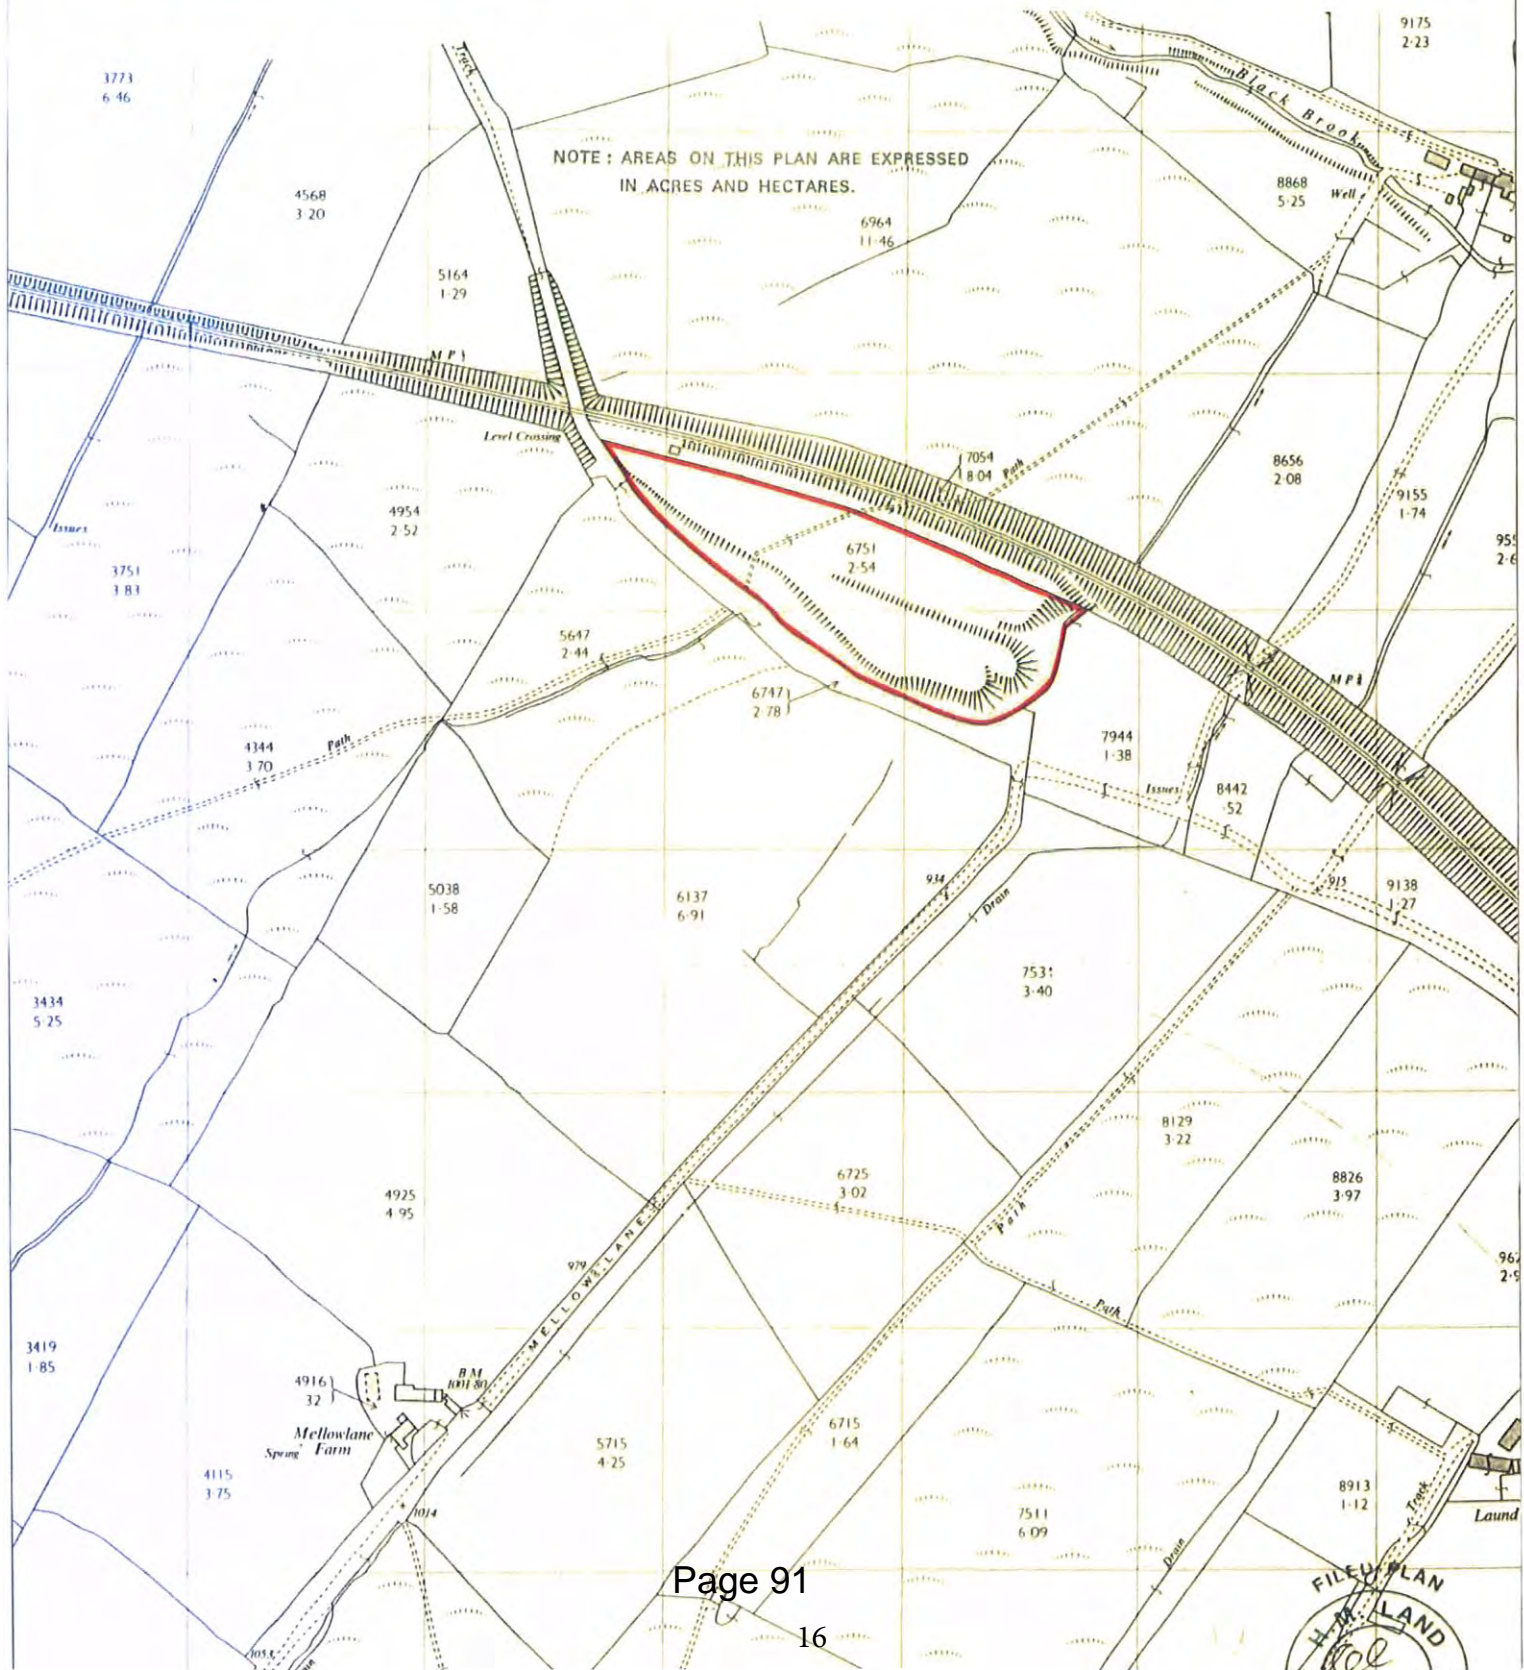 9175
2·23
Track
3773
6·46
Black Brook
NOTE: AREAS ON THIS PLAN ARE EXPRESSED
IN ACRES AND HECTARES.
8868
5·25
Well
4568
3·20
6964
11·46
5164
1·29
M P
Level Crossing
7054
8·04
Path
8656
2·08
9155
1·74
4954
2·52
Issues
6751
2·54
3751
3·83
5647
2·44
M P
6747
2·78
4344
3·70
Path
7944
1·38
Issues
8442
·52
934
Drain
915
9138
1·27
5038
1·58
6137
6·91
7531
3·40
3434
5·25
8129
3·22
6725
3·02
8826
3·97
4925
4·95
Path
979
MELLOWS LANE
Path
3419
1·85
4916
32
B M
1001·80
Mellowlane
Farm
Spring
5715
4·25
6715
1·64
4115
3·75
8913
1·12
Track
Laund
1014
7511
6·09
Drain
Page 91
FILED PLAN
H.M. LAND
16
1053